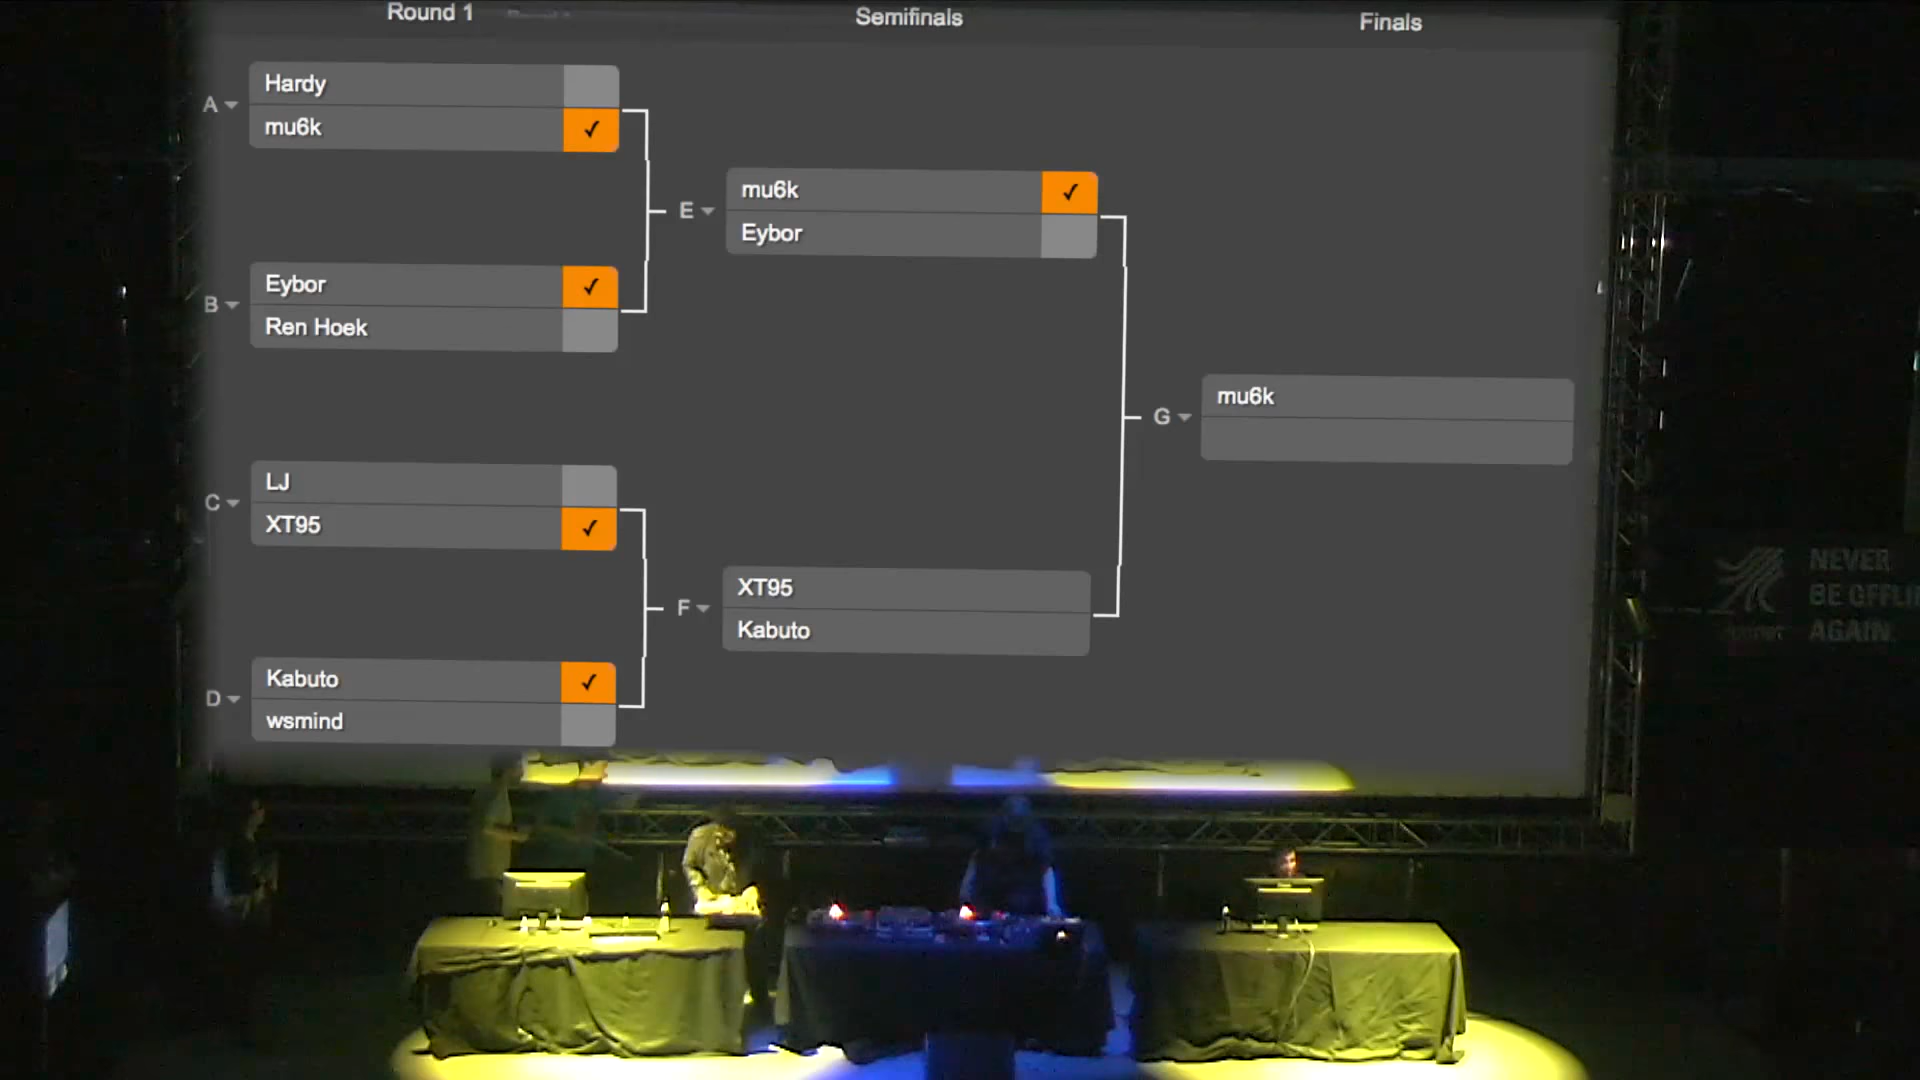 Round 1
Semifinals
Finals
A
Hardy
mu6k ✓
B
Eybor ✓
Ren Hoek
C
LJ
XT95 ✓
D
Kabuto ✓
wsmind
E
mu6k ✓
Eybor
F
XT95
Kabuto
G
mu6k
NEVER
BE OFFLI
AGAIN